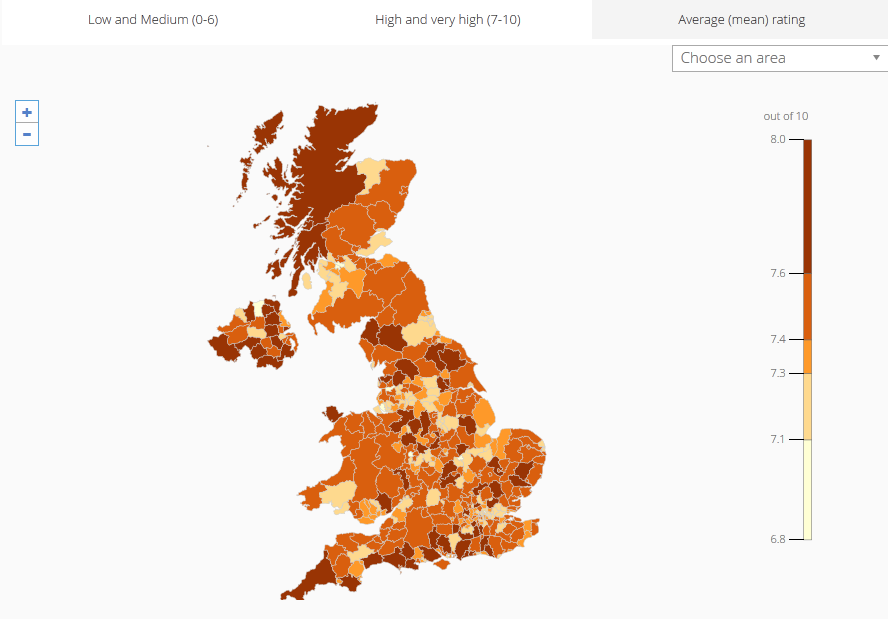 Low and Medium (0-6)
High and very high (7-10)
Average (mean) rating
Choose an area
+
−
out of 10
8.0
7.6
7.4
7.3
7.1
6.8